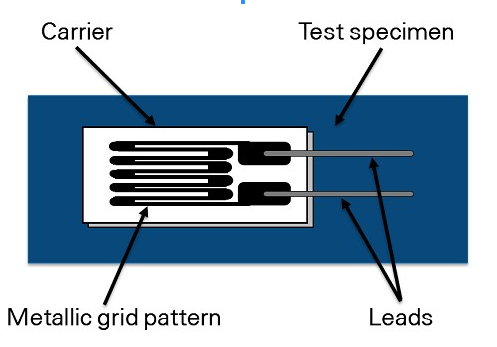 Carrier
Test specimen
Metallic grid pattern
Leads